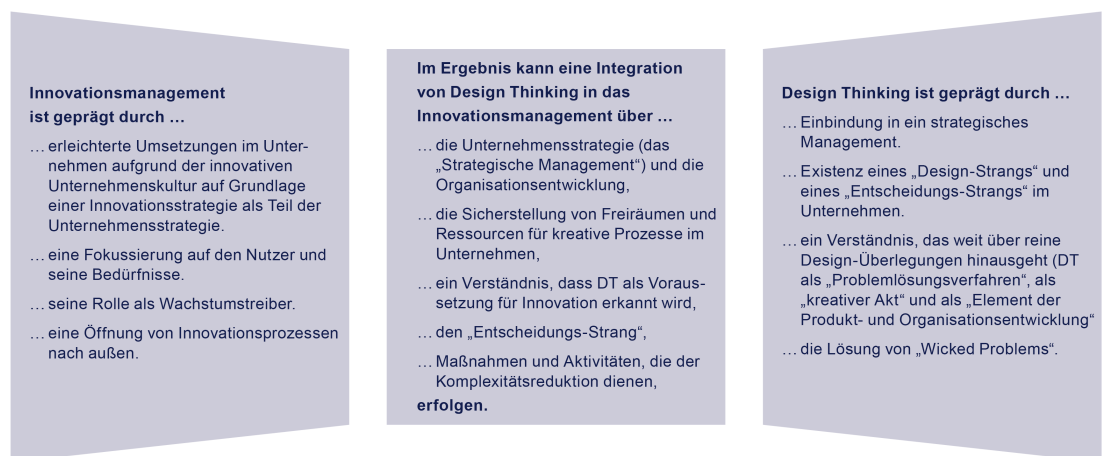 Innovationsmanagement
ist geprägt durch …
… erleichterte Umsetzungen im Unter-
nehmen aufgrund der innovativen
Unternehmenskultur auf Grundlage
einer Innovationsstrategie als Teil der
Unternehmensstrategie.
… eine Fokussierung auf den Nutzer und
seine Bedürfnisse.
… seine Rolle als Wachstumstreiber.
… eine Öffnung von Innovationsprozessen
nach außen.
Im Ergebnis kann eine Integration
von Design Thinking in das
Innovationsmanagement über …
… die Unternehmensstrategie (das
„Strategische Management“) und die
Organisationsentwicklung,
… die Sicherstellung von Freiräumen und
Ressourcen für kreative Prozesse im
Unternehmen,
… ein Verständnis, dass DT als Voraus-
setzung für Innovation erkannt wird,
… den „Entscheidungs-Strang“,
… Maßnahmen und Aktivitäten, die der
Komplexitätsreduktion dienen,
erfolgen.
Design Thinking ist geprägt durch …
… Einbindung in ein strategisches
Management.
… Existenz eines „Design-Strangs“ und
eines „Entscheidungs-Strangs“ im
Unternehmen.
… ein Verständnis, das weit über reine
Design-Überlegungen hinausgeht (DT
als „Problemlösungsverfahren“, als
„kreativer Akt“ und als „Element der
Produkt- und Organisationsentwicklung“
… die Lösung von „Wicked Problems“.